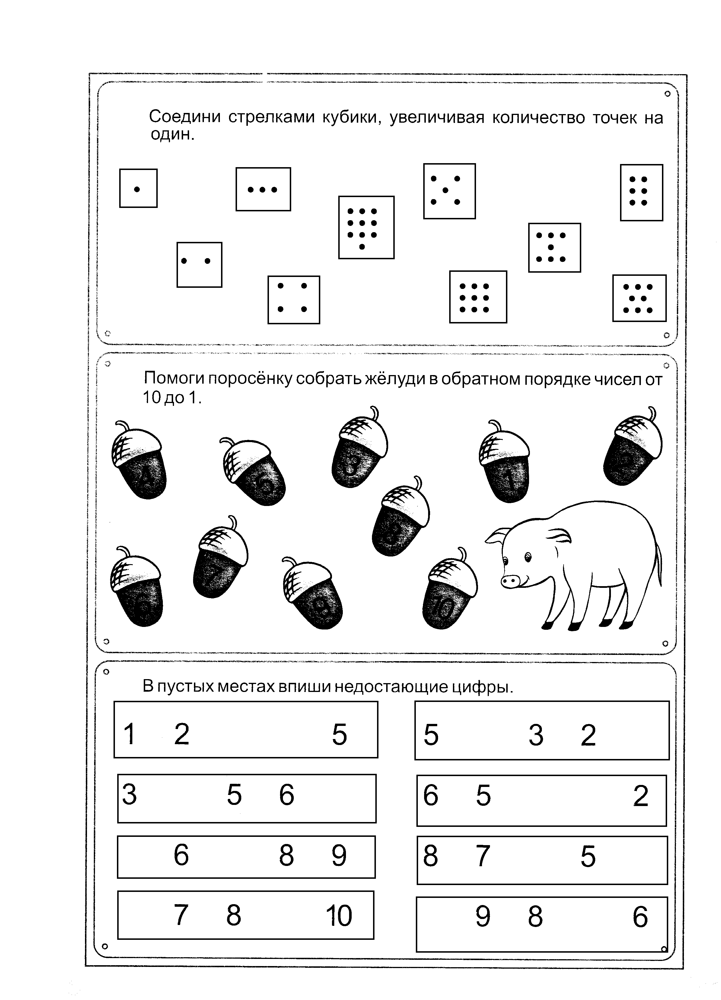 Соедини стрелками кубики, увеличивая количество точек на
один.
Помоги поросёнку собрать жёлуди в обратном порядке чисел от
10 до 1.
4
5
3
1
2
8
6
7
9
10
В пустых местах впиши недостающие цифры.
1 2 5
5 3 2
3 5 6
6 5 2
6 8 9
8 7 5
7 8 10
9 8 6